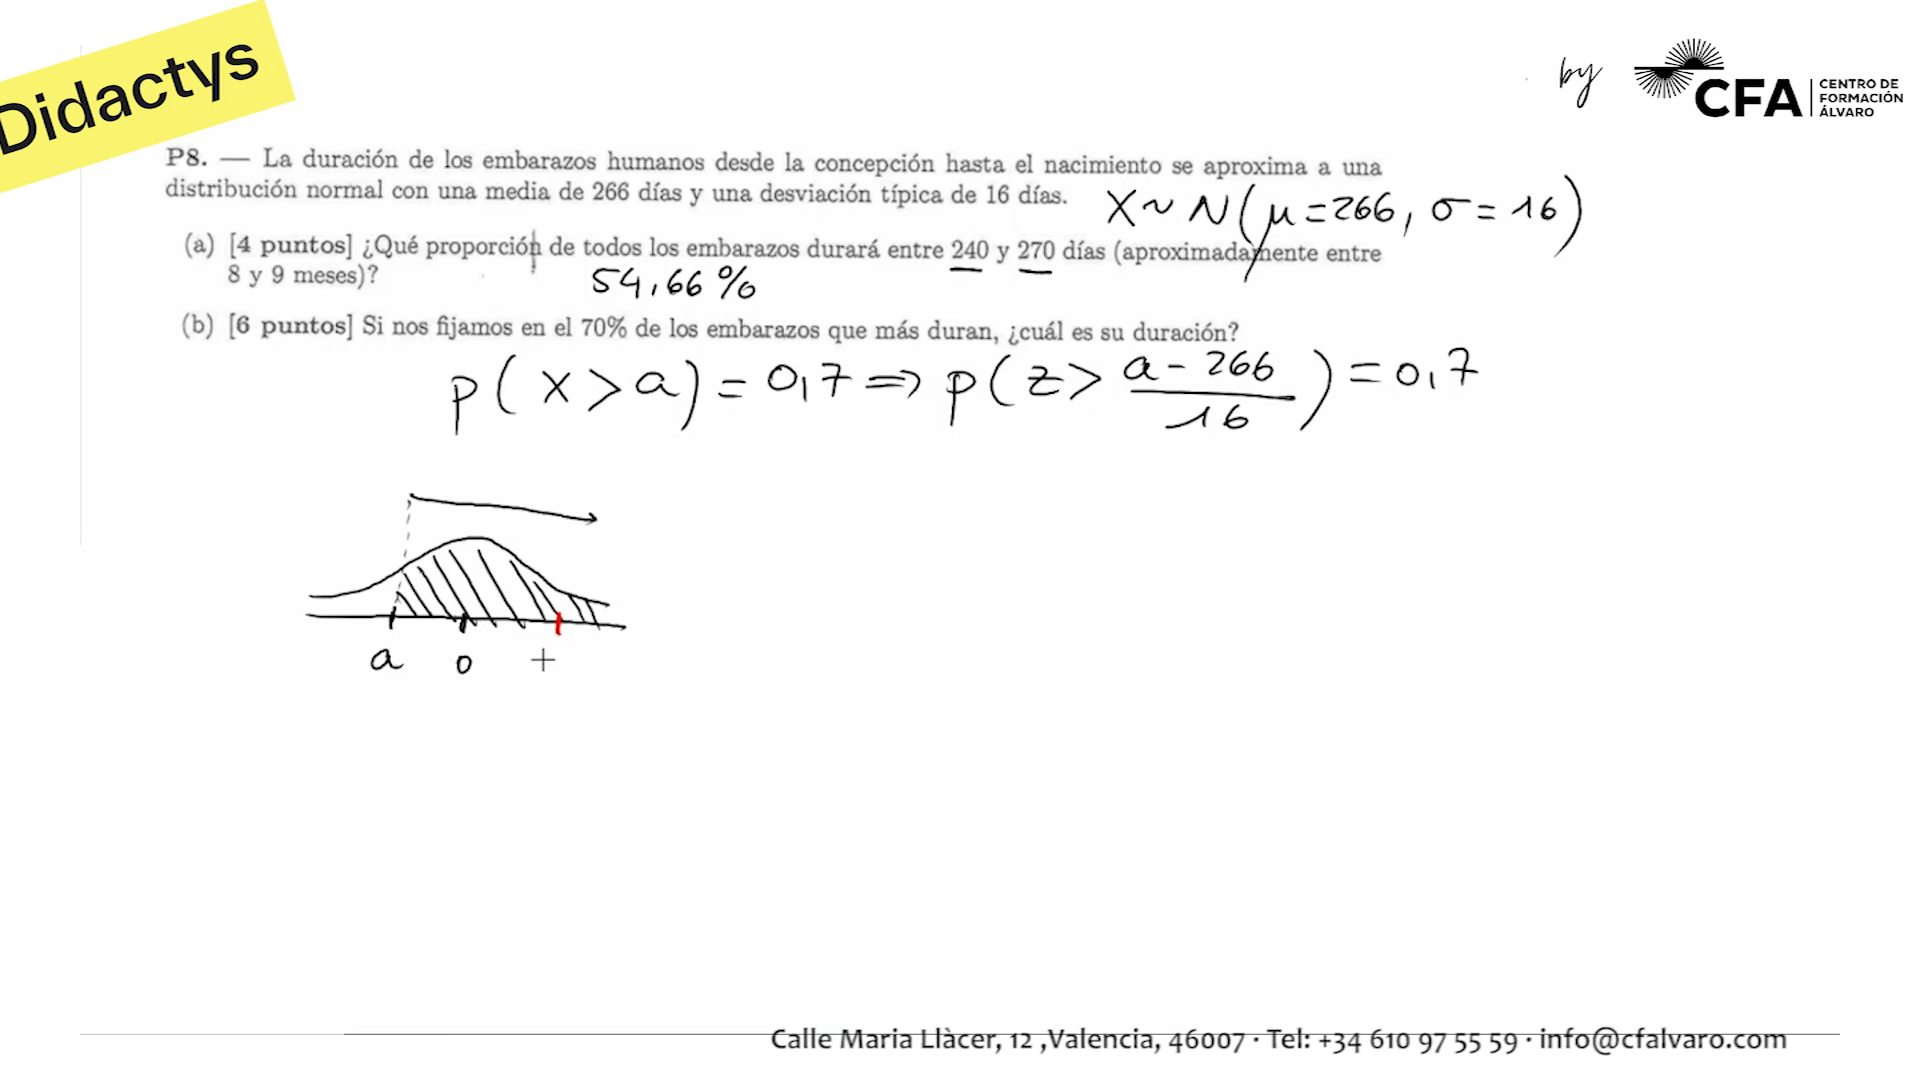 Didactys
by
CFA
CENTRO DE
FORMACIÓN
ÁLVARO
P8. — La duración de los embarazos humanos desde la concepción hasta el nacimiento se aproxima a una
distribución normal con una media de 266 días y una desviación típica de 16 días.
X ~ N(μ=266, σ=16)
(a) [4 puntos] ¿Qué proporción de todos los embarazos durará entre 240 y 270 días (aproximadamente entre
8 y 9 meses)?
54,66%
(b) [6 puntos] Si nos fijamos en el 70% de los embarazos que más duran, ¿cuál es su duración?
p(x>a)=0,7 ⇒ p(z> a-266/16)=0,7
a 0 +
Calle Maria Llàcer, 12 ,Valencia, 46007 · Tel: +34 610 97 55 59 · info@cfalvaro.com